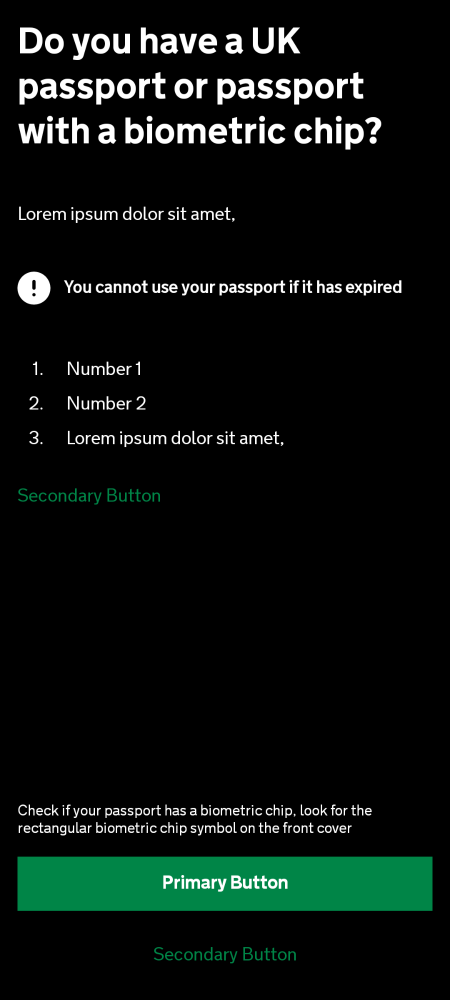 Do you have a UK
passport or passport
with a biometric chip?
Lorem ipsum dolor sit amet,
! You cannot use your passport if it has expired
1. Number 1
2. Number 2
3. Lorem ipsum dolor sit amet,
Secondary Button
Check if your passport has a biometric chip, look for the
rectangular biometric chip symbol on the front cover
Primary Button
Secondary Button